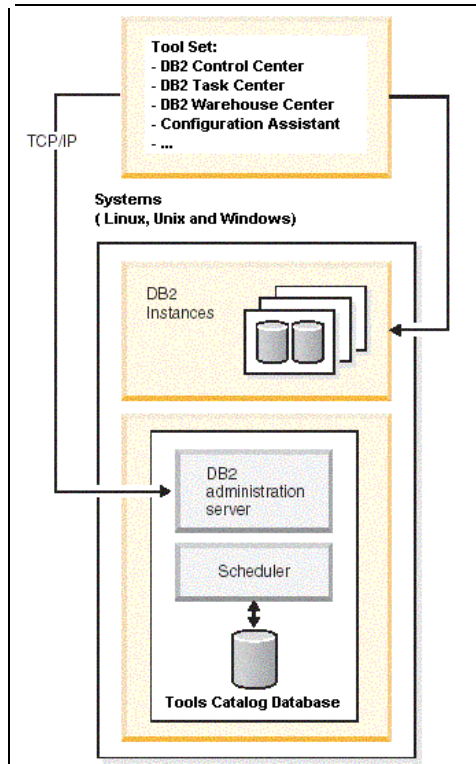 Tool Set:
- DB2 Control Center
- DB2 Task Center
- DB2 Warehouse Center
- Configuration Assistant
- ...
TCP/IP
Systems
( Linux, Unix and Windows)
DB2
Instances
DB2
administration
server
Scheduler
Tools Catalog Database